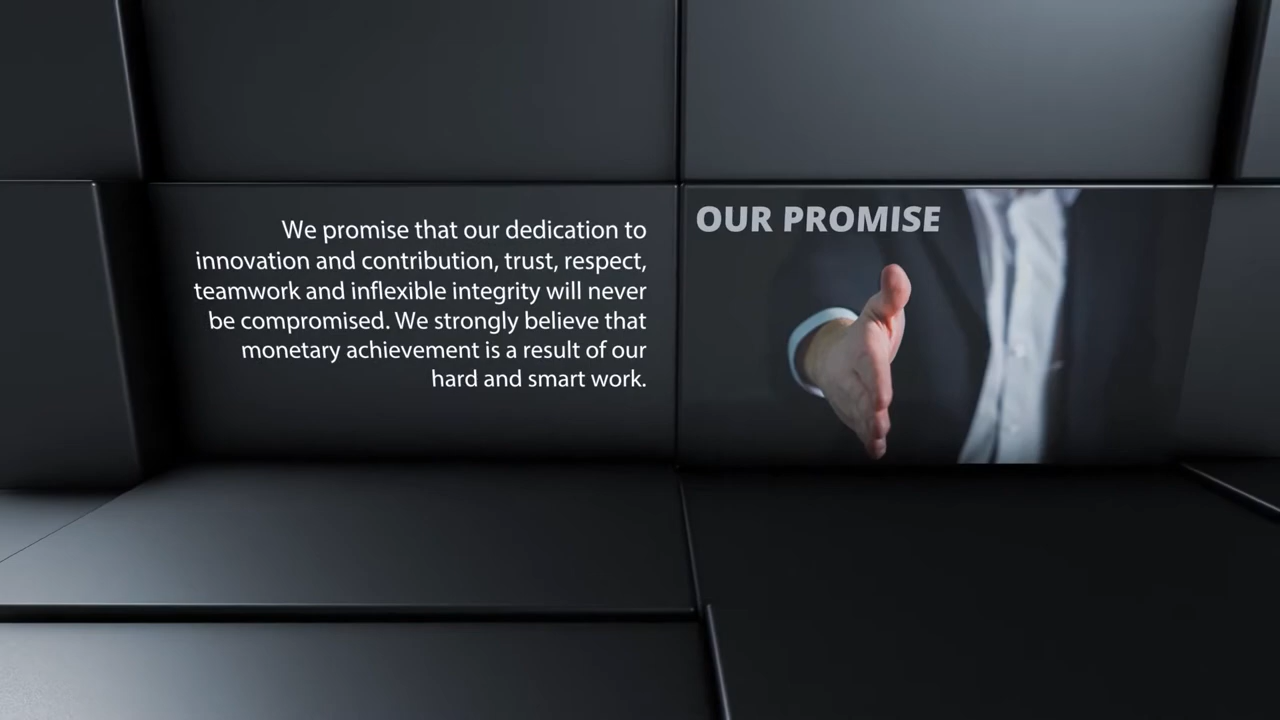 We promise that our dedication to
innovation and contribution, trust, respect,
teamwork and inflexible integrity will never
be compromised. We strongly believe that
monetary achievement is a result of our
hard and smart work.
OUR PROMISE